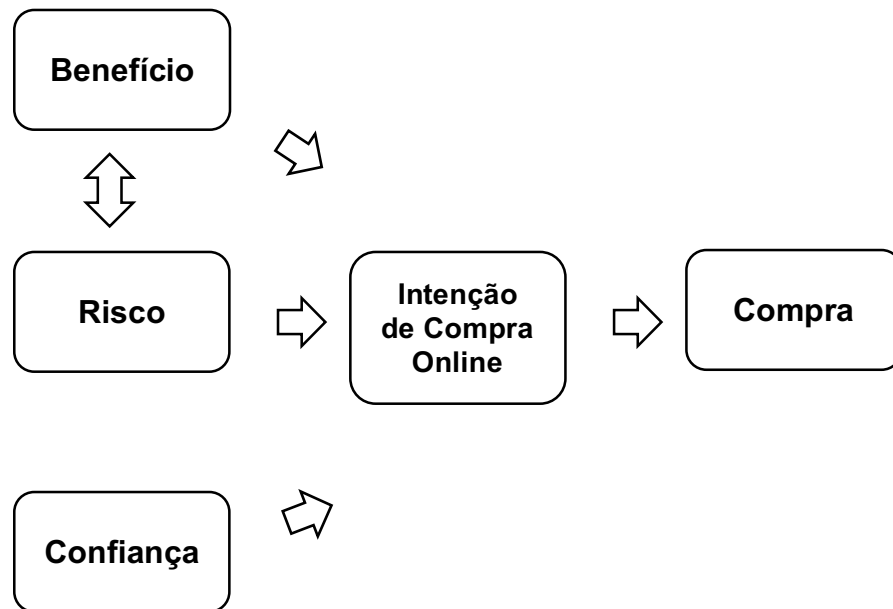 Benefício
Risco
Intenção
de Compra
Online
Compra
Confiança